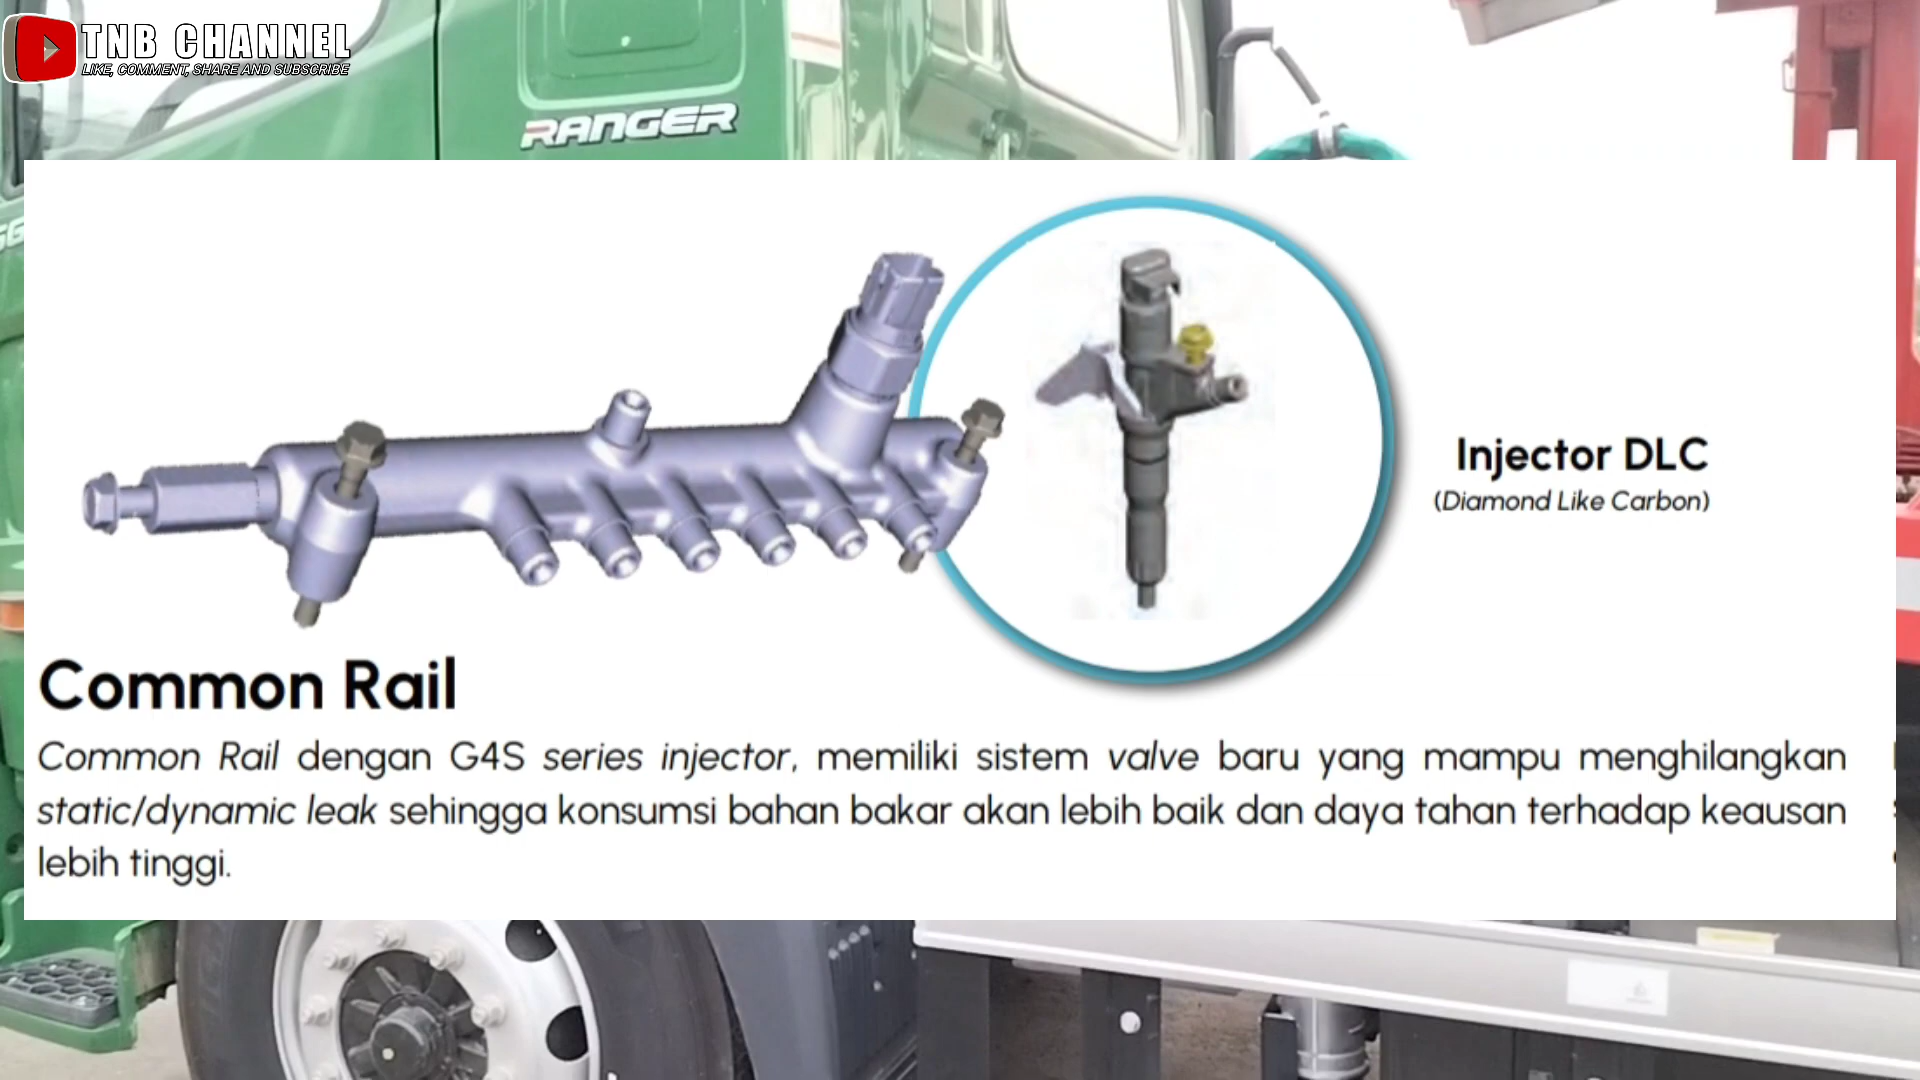 TNB CHANNEL
LIKE, COMMENT, SHARE AND SUBSCRIBE
RANGER
Injector DLC
(Diamond Like Carbon)
Common Rail
Common Rail dengan G4S series injector, memiliki sistem valve baru yang mampu menghilangkan
static/dynamic leak sehingga konsumsi bahan bakar akan lebih baik dan daya tahan terhadap keausan
lebih tinggi.